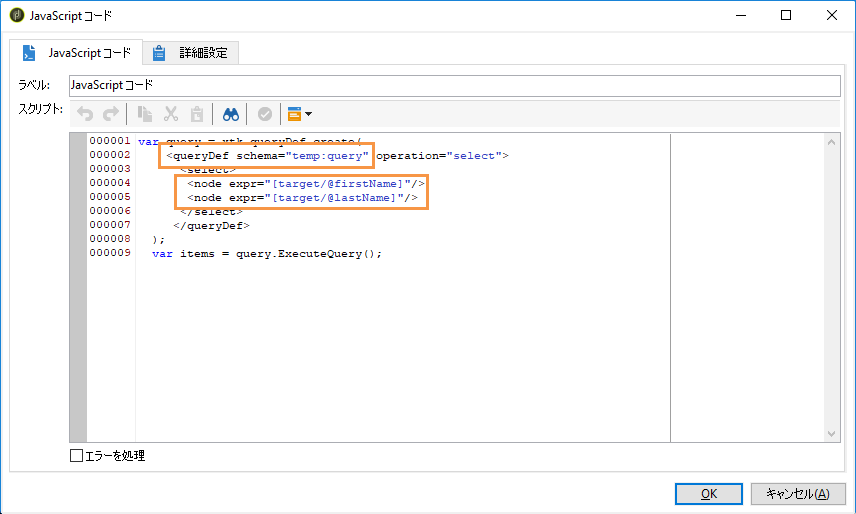 JavaScript コード
JavaScript コード 詳細設定
ラベル: JavaScript コード
スクリプト:
000001 var query = xtk.queryDef.create(
000002 <queryDef schema="temp:query" operation="select">
000003 <select>
000004 <node expr="[target/@firstName]"/>
000005 <node expr="[target/@lastName]"/>
000006 </select>
000007 </queryDef>
000008 );
000009 var items = query.ExecuteQuery();
エラーを処理
OK キャンセル(A)